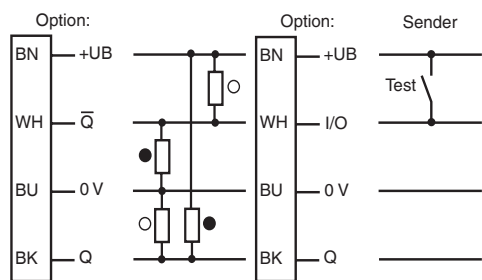 Option: Option: Sender
BN +UB BN +UB
Test
WH Q̅ WH I/O
BU 0 V BU 0 V
BK Q BK Q